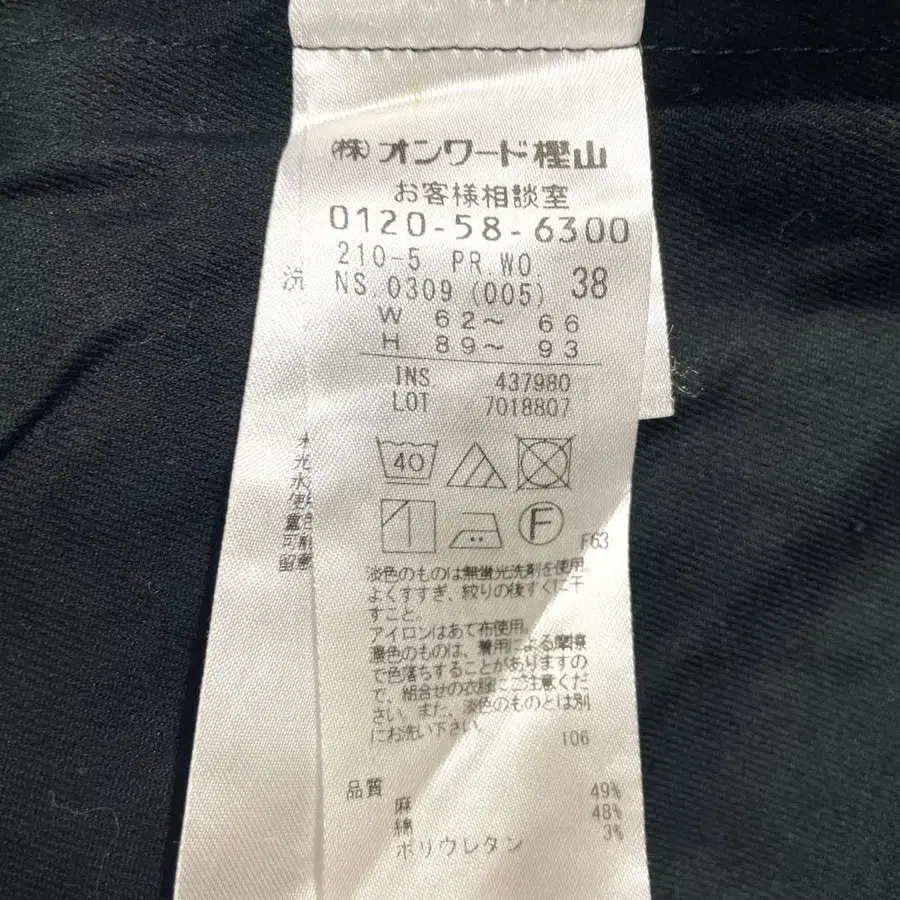 (株)オンワード樫山
お客様相談室
0120-58-6300
210-5 PR.WO. 38
NS.0309 (005)
W 62～ 66
H 89～ 93
INS 437980
LOT 7018807
40
F
F63
淡色のものは無蛍光洗剤を使用。
よくすすぎ、絞りの後すぐに干
すこと。
アイロンはあて布使用。
濃色のものは、着用による摩擦
で色落ちすることがありますの
で、組合せの衣服にご注意くだ
さい。また、淡色のものとは別
にお洗い下さい。
106
品質
麻 49%
綿 48%
ポリウレタン 3%
洗